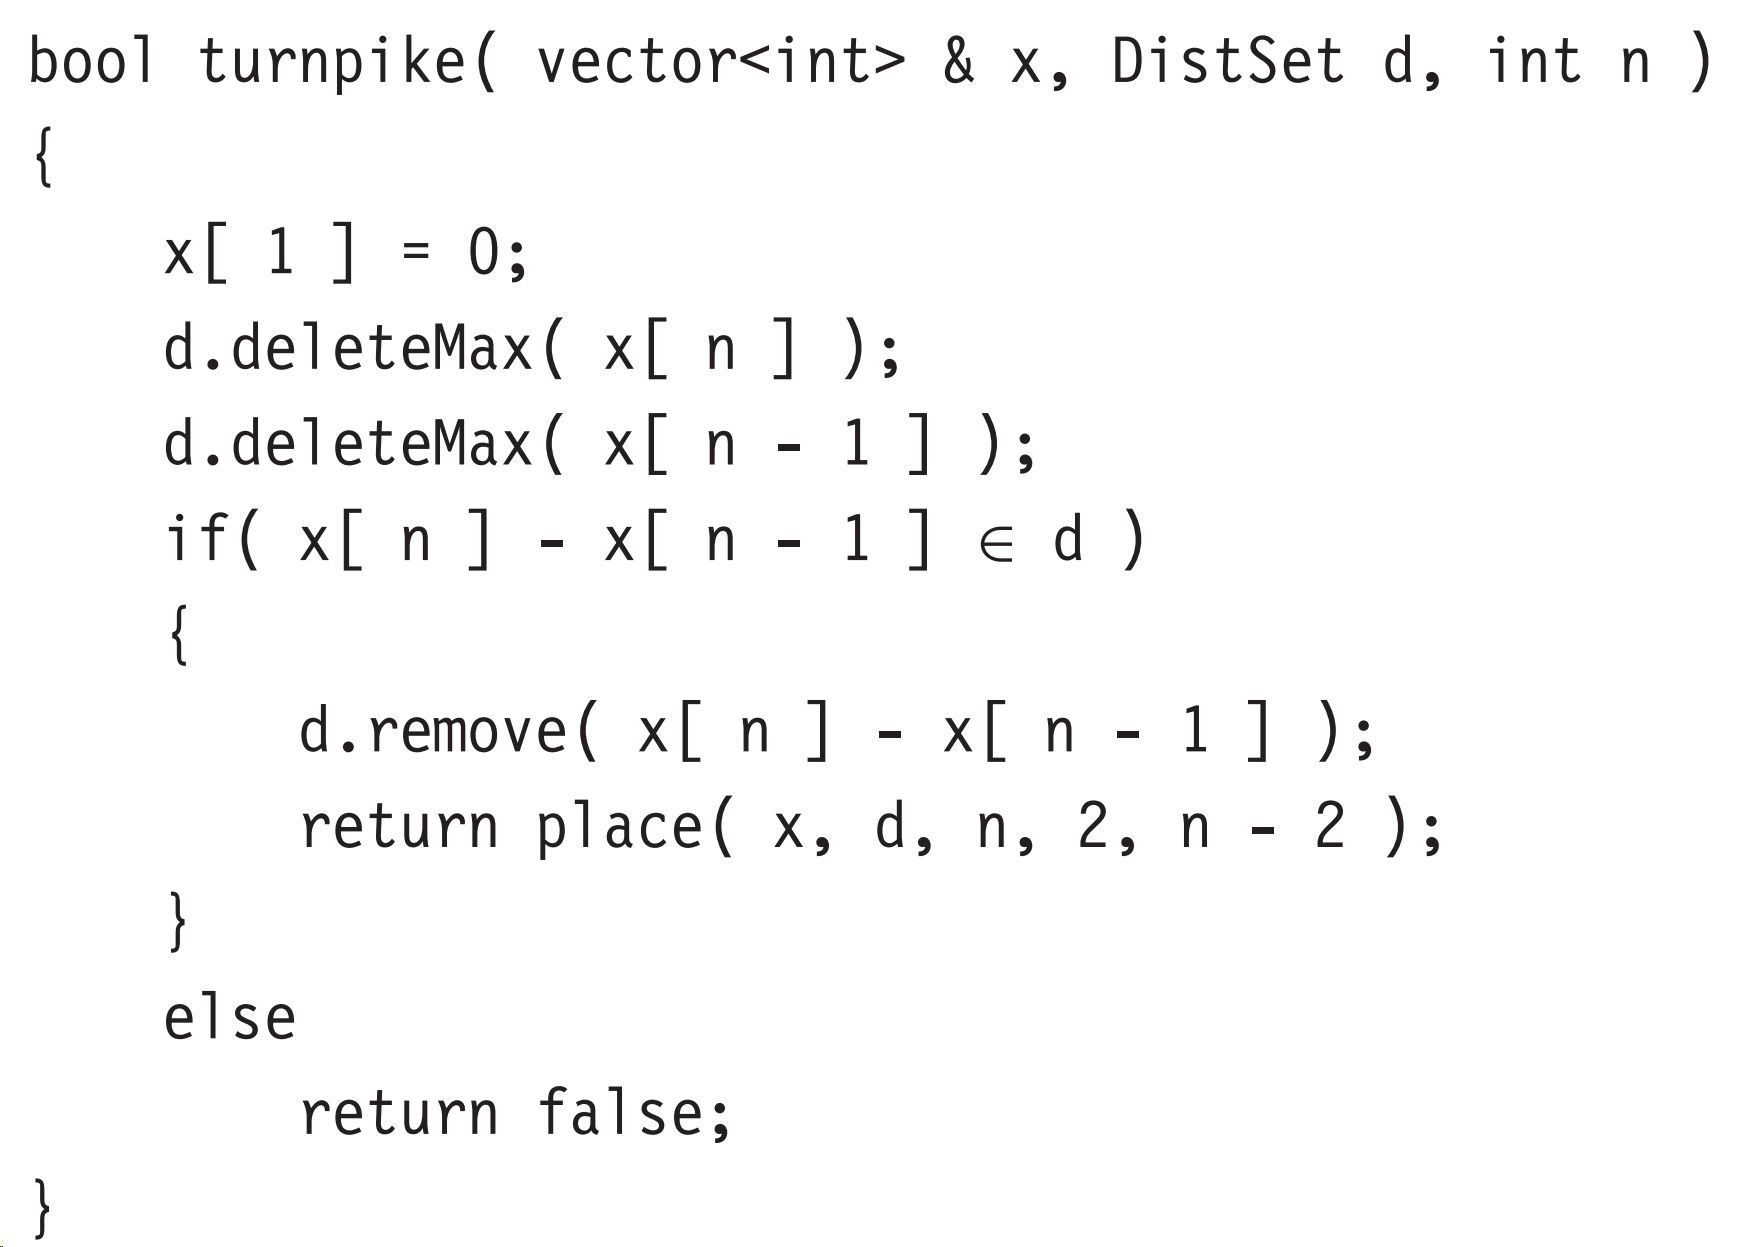 bool turnpike( vector<int> & x, DistSet d, int n )
{
    x[ 1 ] = 0;
    d.deleteMax( x[ n ] );
    d.deleteMax( x[ n - 1 ] );
    if( x[ n ] - x[ n - 1 ] ∈ d )
    {
        d.remove( x[ n ] - x[ n - 1 ] );
        return place( x, d, n, 2, n - 2 );
    }
    else
        return false;
}